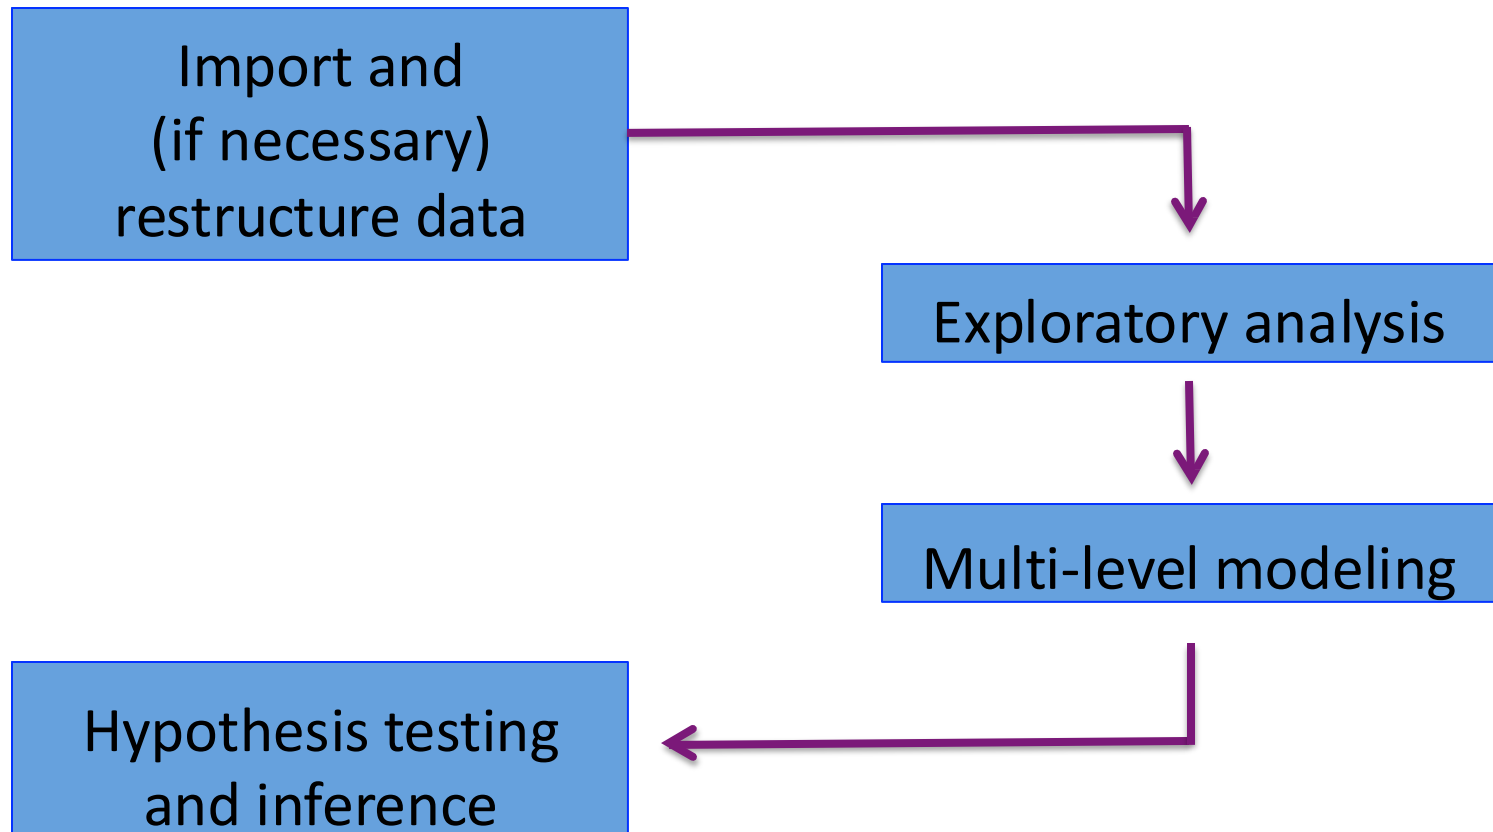 Import and
(if necessary)
restructure data
Exploratory analysis
Multi-level modeling
Hypothesis testing
and inference